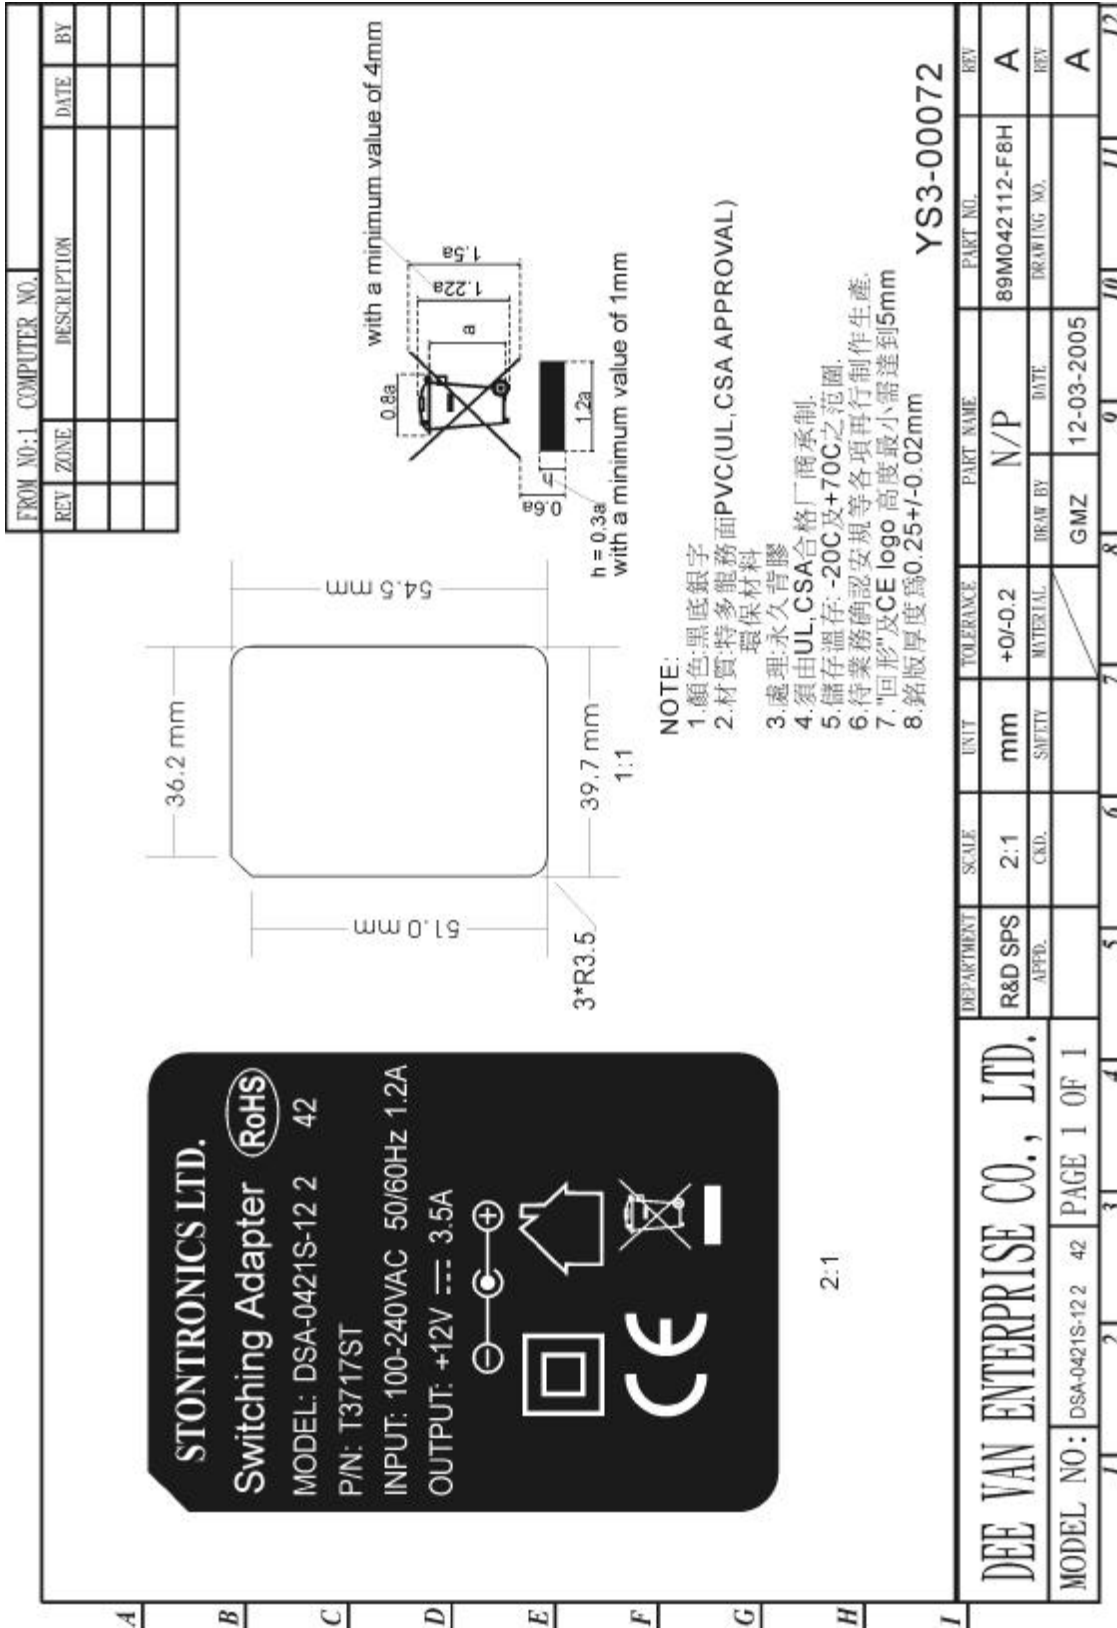 FROM NO:1 COMPUTER NO.
REV ZONE DESCRIPTION DATE BY
STONTRONICS LTD.
Switching Adapter RoHS
MODEL: DSA-0421S-12 2 42
P/N: T3717ST
INPUT: 100-240VAC 50/60Hz 1.2A
OUTPUT: +12V 3.5A
CE
2:1
36.2 mm
54.5 mm
51.0 mm
39.7 mm
3*R3.5
1:1
with a minimum value of 4mm
0.8a
a
1.22a
1.5a
1.2a
0.6a
h
h = 0.3a
with a minimum value of 1mm
NOTE:
1.顏色:黑底銀字
2.材質:特多龍務面PVC(UL,CSA APPROVAL)
環保材料
3.處理:永久背膠
4.須由UL,CSA合格厂商承制.
5.儲存溫存: -20C及+70C之范圍.
6.待業務确認安規等各項再行制作生產.
7."回形"及CE logo 高度最小需達到5mm
8.銘版厚度爲0.25+/-0.02mm
YS3-00072
DEE VAN ENTERPRISE CO., LTD.
MODEL NO: DSA-0421S-12 2 42 PAGE 1 OF 1
DEPARTMENT SCALE UNIT TOLERANCE PART NAME PART NO. REV
R&D SPS 2:1 mm +0/-0.2 N/P 89M042112-F8H A
APPD. CKD. SAFETY MATERIAL DRAW BY DATE DRAWING NO. REV
GMZ 12-03-2005 A
A
B
C
D
E
F
G
H
I
1 2 3 4 5 6 7 8 9 10 11 12